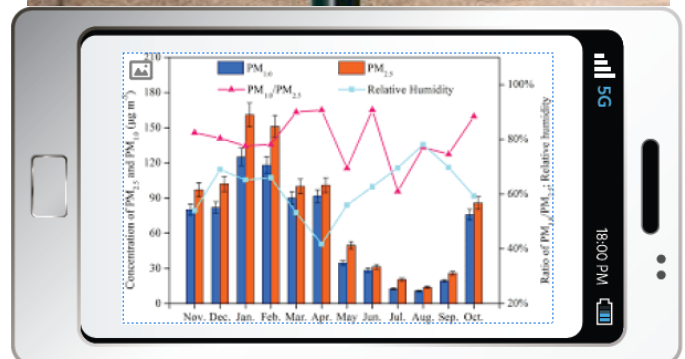 210
180
150
120
90
60
30
0
Concentration of PM2.5 and PM1.0 (μg m-3)
PM1.0
PM2.5
PM1.0/PM2.5
Relative Humidity
100%
80%
60%
40%
20%
Ratio of PM1.0/PM2.5; Relative humidity
Nov. Dec. Jan. Feb. Mar. Apr. May Jun. Jul. Aug. Sep. Oct.
5G
18:00 PM